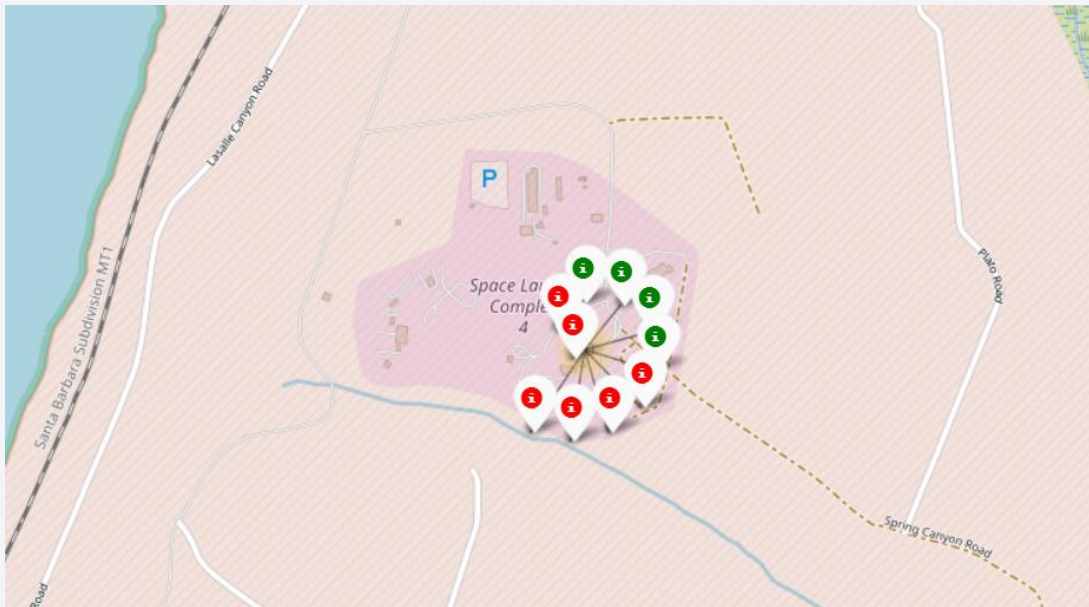 Lasalle Canyon Road
P
Santa Barbara Subdivision MT1
Space La
Comple
4
Plato Road
Spring Canyon Road
Road